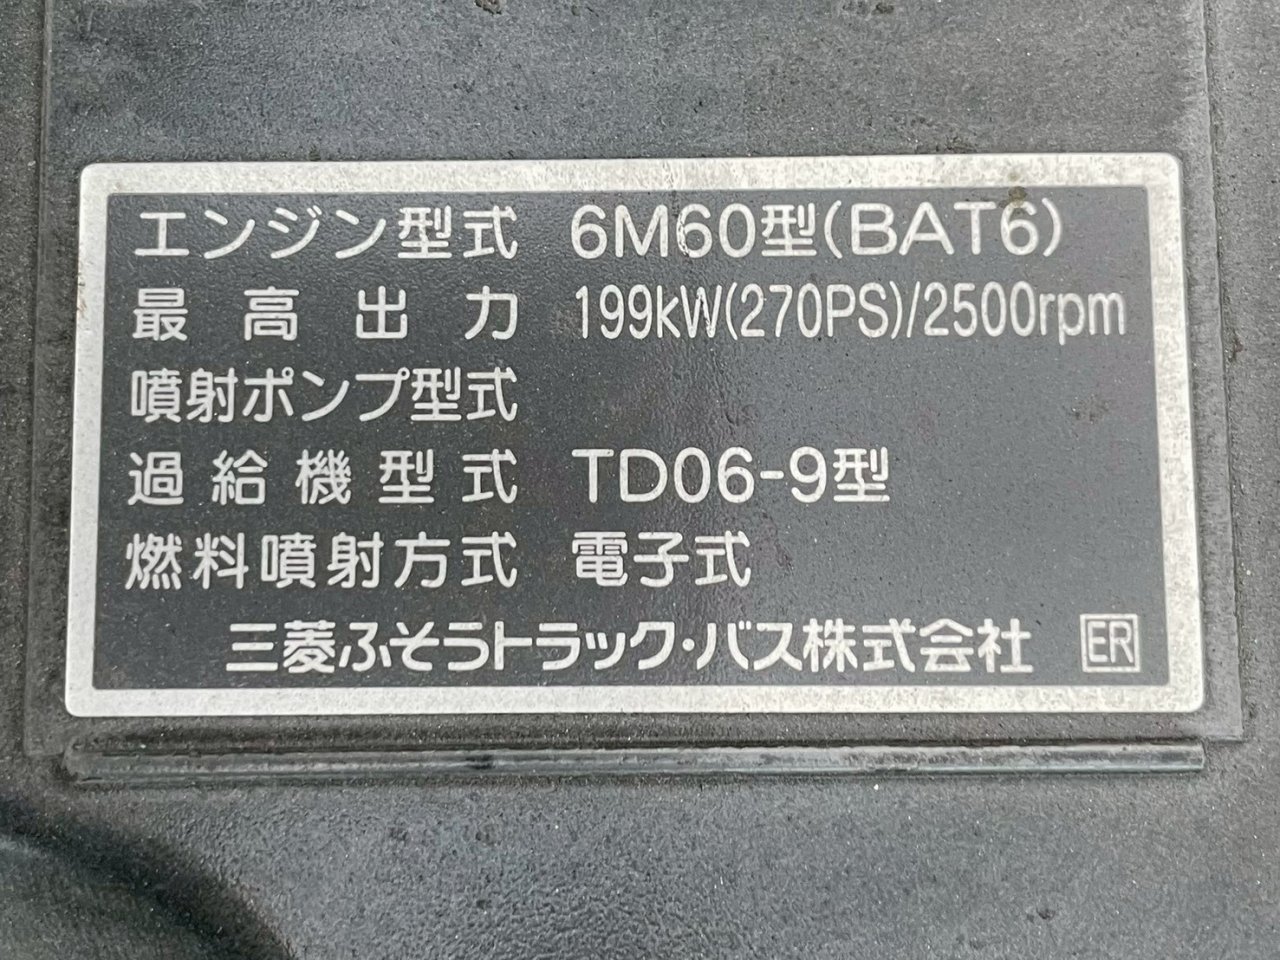 エンジン型式 6M60型(BAT6)
最高出力 199kW(270PS)/2500rpm
噴射ポンプ型式
過給機型式 TD06-9型
燃料噴射方式 電子式
三菱ふそうトラック・バス株式会社 ER